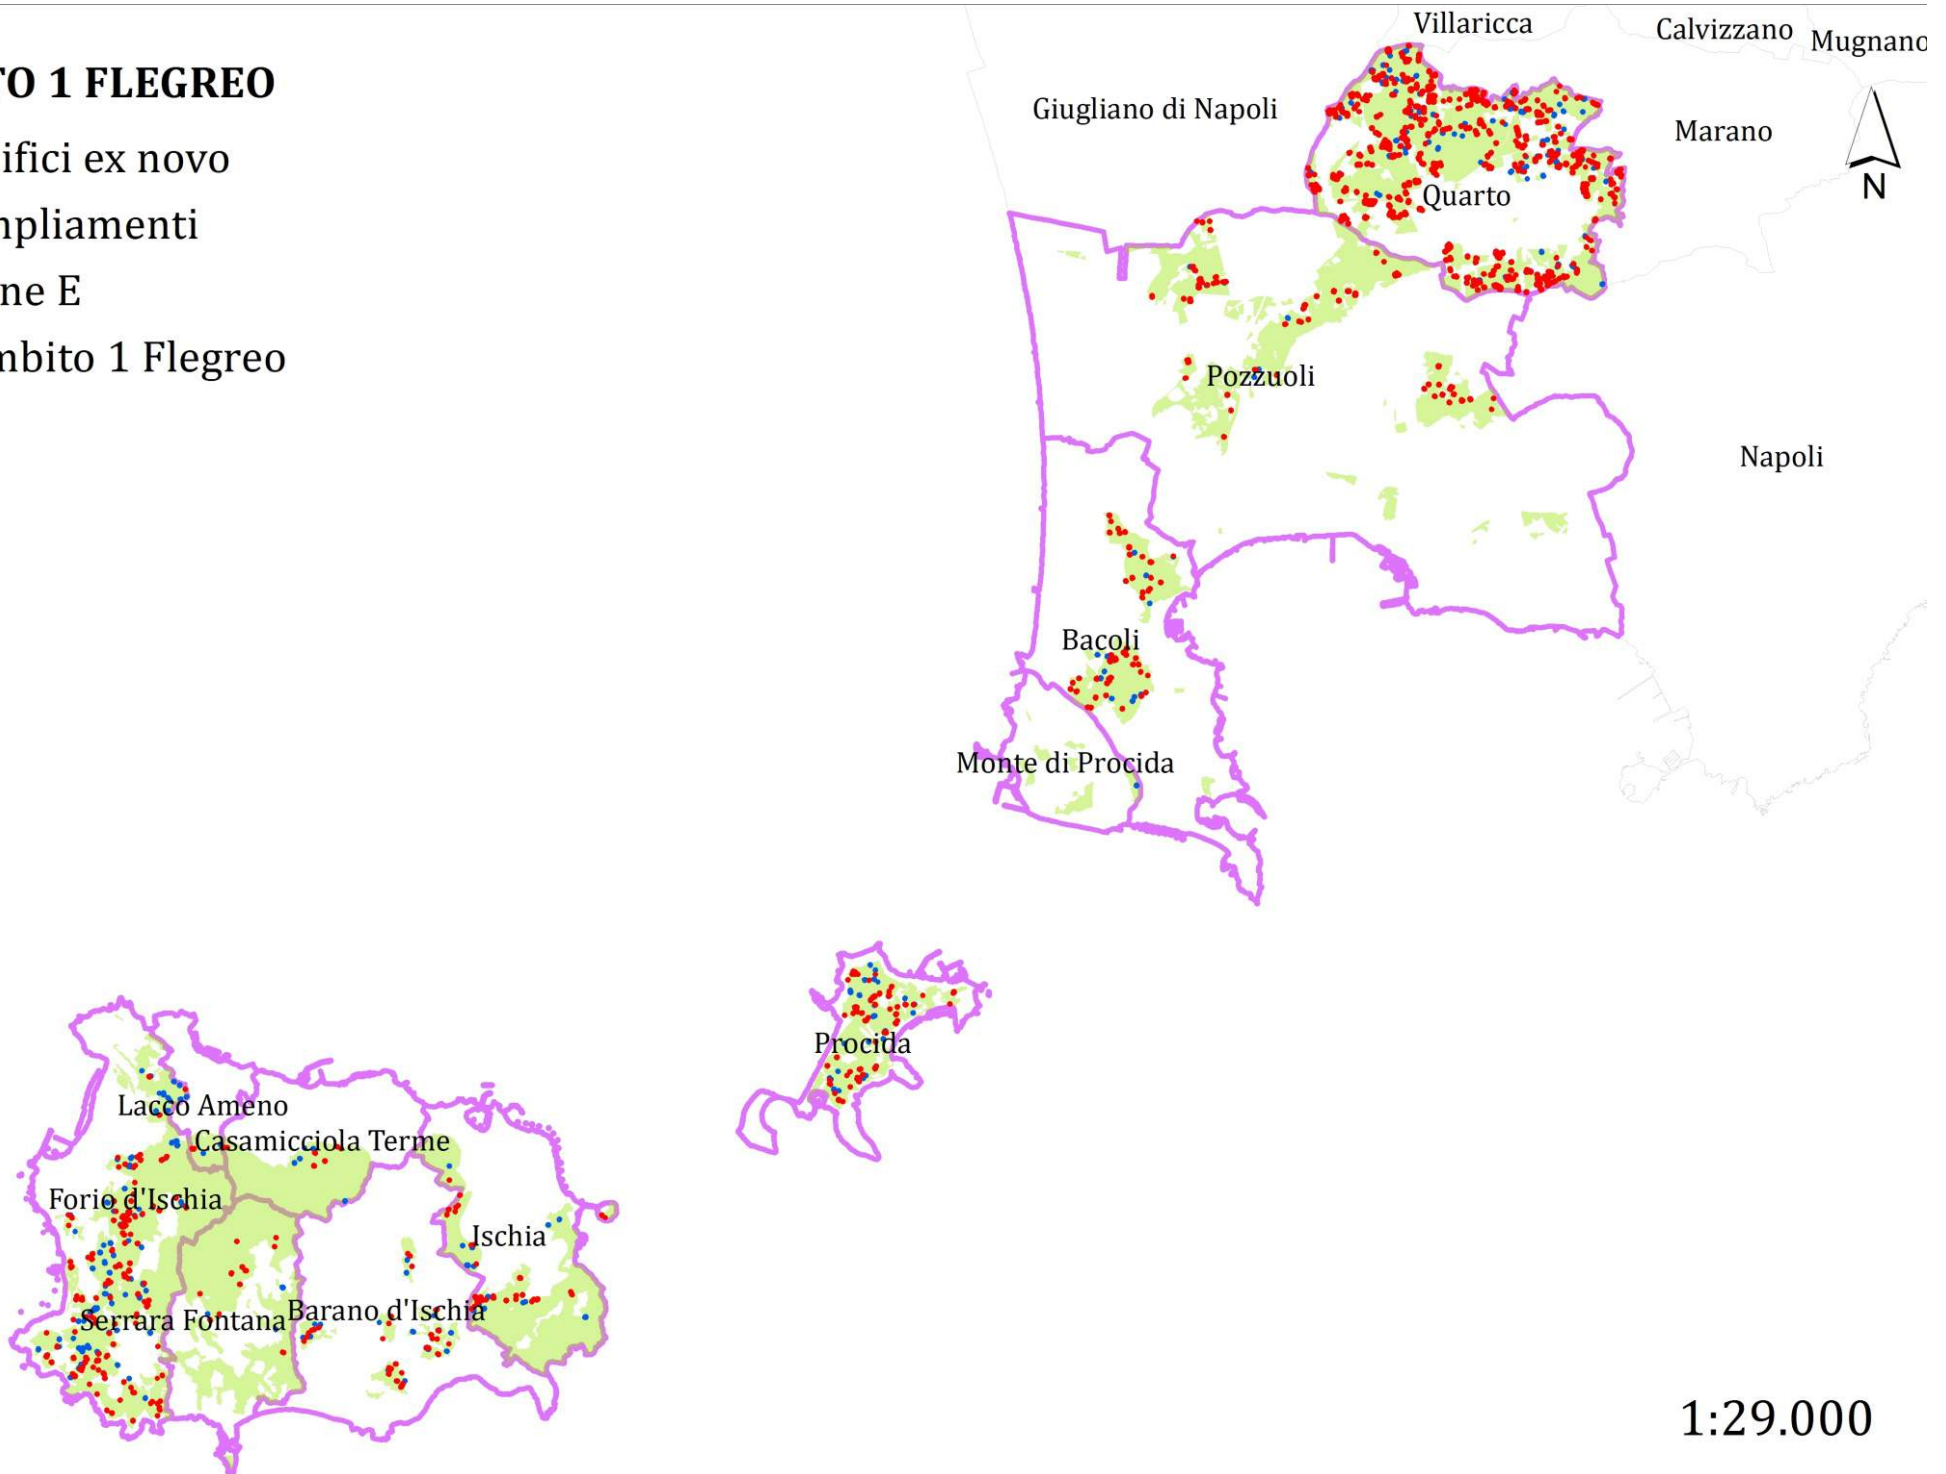 TO 1 FLEGREO
ifici ex novo
mpliamenti
ne E
mbito 1 Flegreo
Villaricca
Calvizzano
Mugnano
Giugliano di Napoli
Marano
N
Quarto
Pozzuoli
Napoli
Bacoli
Monte di Procida
Procida
Lacco Ameno
Casamicciola Terme
Forio d'Ischia
Ischia
Serrara Fontana
Barano d'Ischia
1:29.000